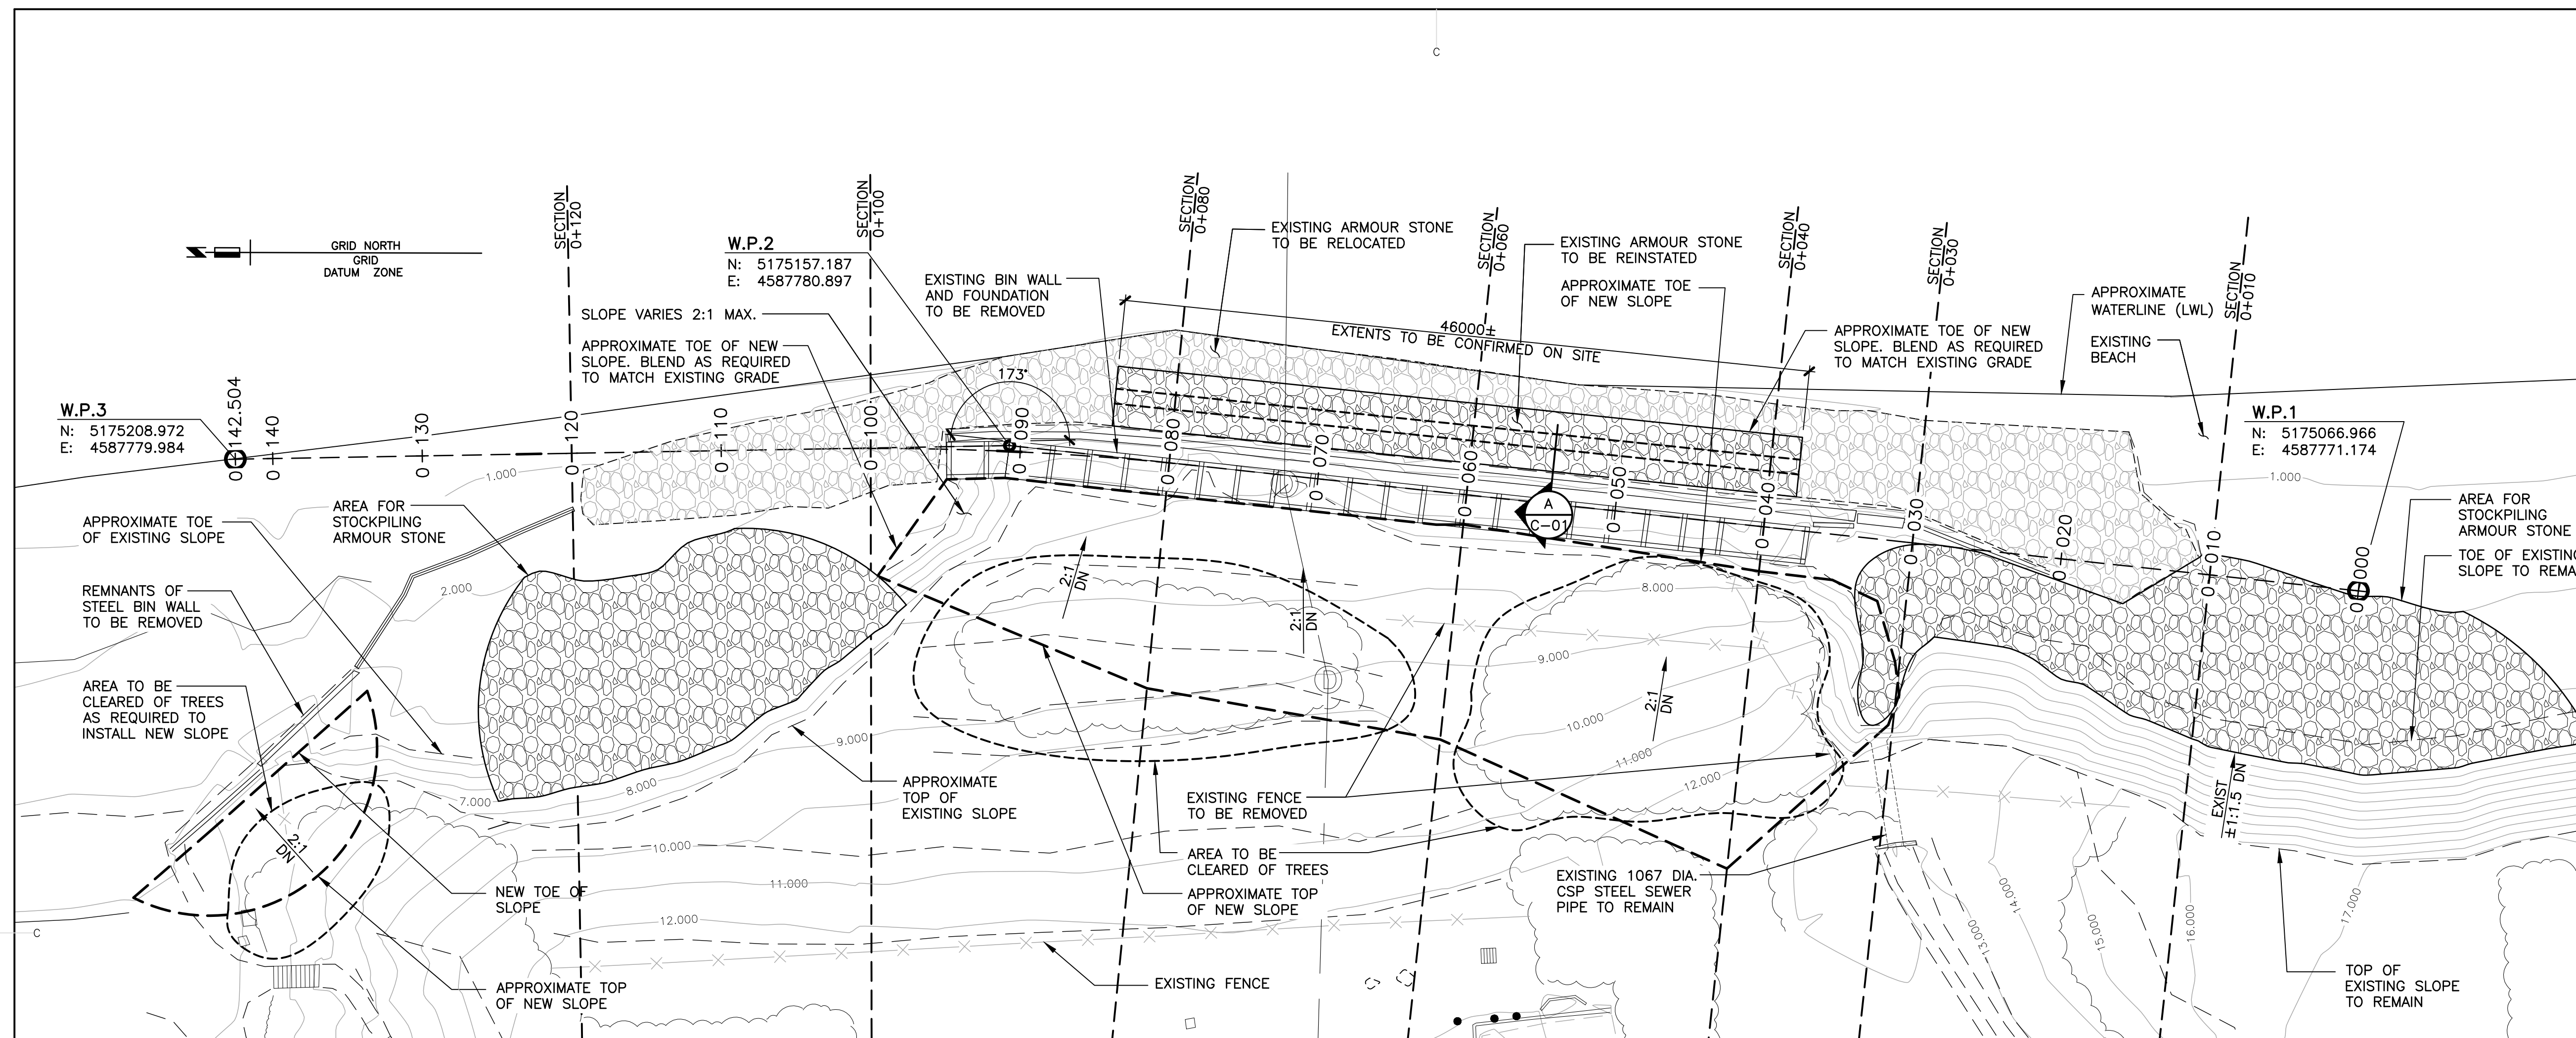 C
GRID NORTH
GRID
DATUM ZONE
SECTION
0+120
SECTION
0+100
SECTION
0+080
SECTION
0+060
SECTION
0+040
SECTION
0+030
SECTION
0+010
W.P.2
N: 5175157.187
E: 4587780.897
SLOPE VARIES 2:1 MAX.
APPROXIMATE TOE OF NEW
SLOPE. BLEND AS REQUIRED
TO MATCH EXISTING GRADE
EXISTING BIN WALL
AND FOUNDATION
TO BE REMOVED
EXISTING ARMOUR STONE
TO BE RELOCATED
EXISTING ARMOUR STONE
TO BE REINSTATED
APPROXIMATE TOE
OF NEW SLOPE
46000±
EXTENTS TO BE CONFIRMED ON SITE
APPROXIMATE TOE OF NEW
SLOPE. BLEND AS REQUIRED
TO MATCH EXISTING GRADE
APPROXIMATE
WATERLINE (LWL)
EXISTING
BEACH
W.P.3
N: 5175208.972
E: 4587779.984
W.P.1
N: 5175066.966
E: 4587771.174
173°
0+142.504
0+140
0+130
0+120
0+110
0+100
0+090
0+080
0+070
0+060
0+050
0+040
0+030
0+020
0+010
0+000
1.000
1.000
2.000
A
C-01
AREA FOR
STOCKPILING
ARMOUR STONE
APPROXIMATE TOE
OF EXISTING SLOPE
REMNANTS OF
STEEL BIN WALL
TO BE REMOVED
AREA TO BE
CLEARED OF TREES
AS REQUIRED TO
INSTALL NEW SLOPE
AREA FOR
STOCKPILING
ARMOUR STONE
TOE OF EXISTING
SLOPE TO REMA
2:1
DN
2:1
DN
2:1
DN
2:1
DN
8.000
9.000
10.000
11.000
12.000
7.000
8.000
9.000
10.000
11.000
12.000
13.000
14.000
15.000
16.000
17.000
EXIST
±1:1.5 DN
APPROXIMATE
TOP OF
EXISTING SLOPE
EXISTING FENCE
TO BE REMOVED
AREA TO BE
CLEARED OF TREES
APPROXIMATE TOP
OF NEW SLOPE
EXISTING 1067 DIA.
CSP STEEL SEWER
PIPE TO REMAIN
NEW TOE OF
SLOPE
APPROXIMATE TOP
OF NEW SLOPE
EXISTING FENCE
TOP OF
EXISTING SLOPE
TO REMAIN
C